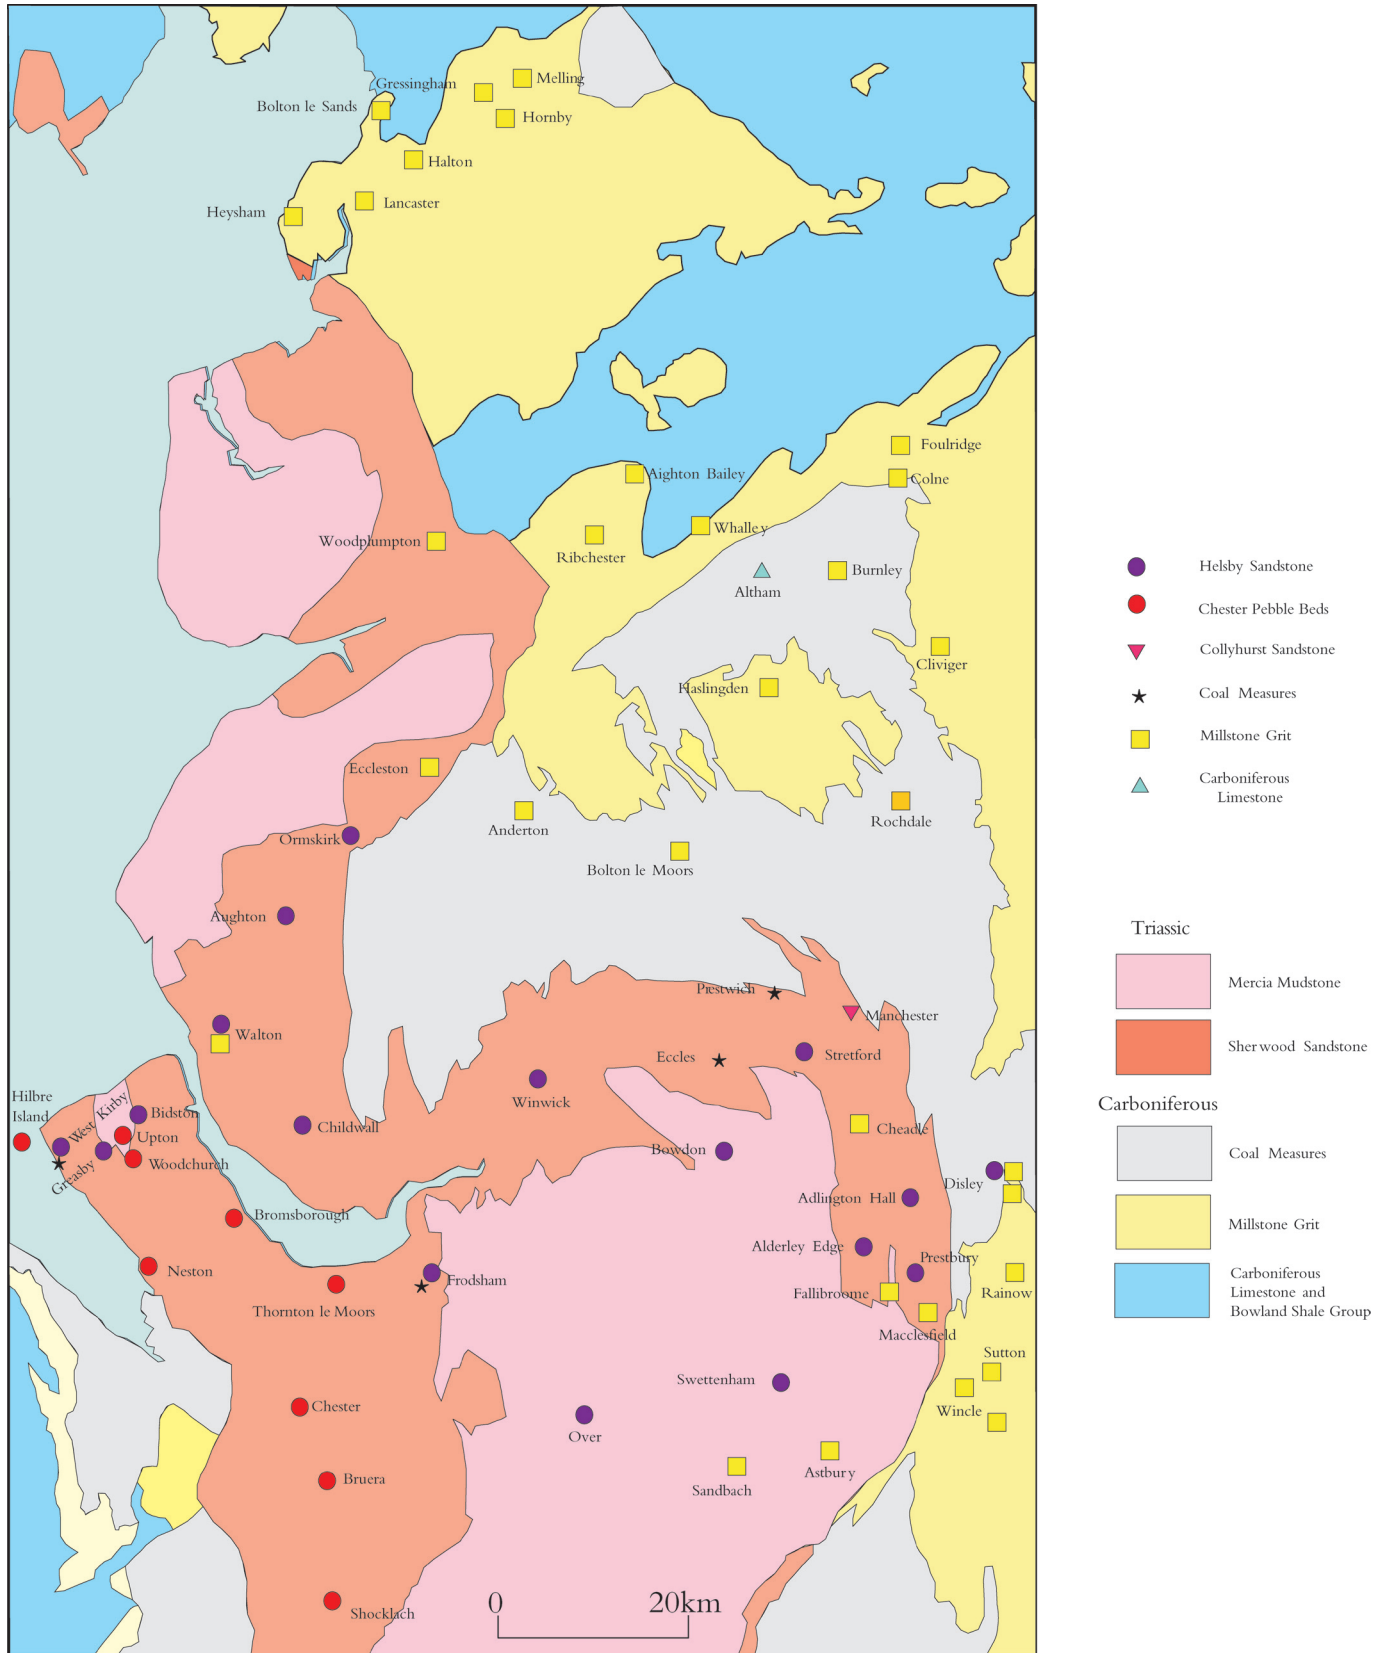 Melling
Gressingham
Bolton le Sands
Hornby
Halton
Lancaster
Heysham
Foulridge
Aighton Bailey
Colne
Whalley
Woodplumpton
Ribchester
Burnley
Altham
Cliviger
Haslingden
Eccleston
Anderton
Rochdale
Ormskirk
Bolton le Moors
Aughton
Prestwich
Manchester
Walton
Stretford
Eccles
Hilbre
Island
Winwick
West Kirby
Bidston
Childwall
Cheadle
Upton
Bowdon
Woodchurch
Greasby
Disley
Adlington Hall
Bromsborough
Alderley Edge
Prestbury
Neston
Frodsham
Fallibroome
Rainow
Thornton le Moors
Macclesfield
Sutton
Swettenham
Chester
Wincle
Over
Bruera
Astbury
Sandbach
0 20km
Shocklach
Helsby Sandstone
Chester Pebble Beds
Collyhurst Sandstone
Coal Measures
Millstone Grit
Carboniferous
Limestone
Triassic
Mercia Mudstone
Sherwood Sandstone
Carboniferous
Coal Measures
Millstone Grit
Carboniferous
Limestone and
Bowland Shale Group